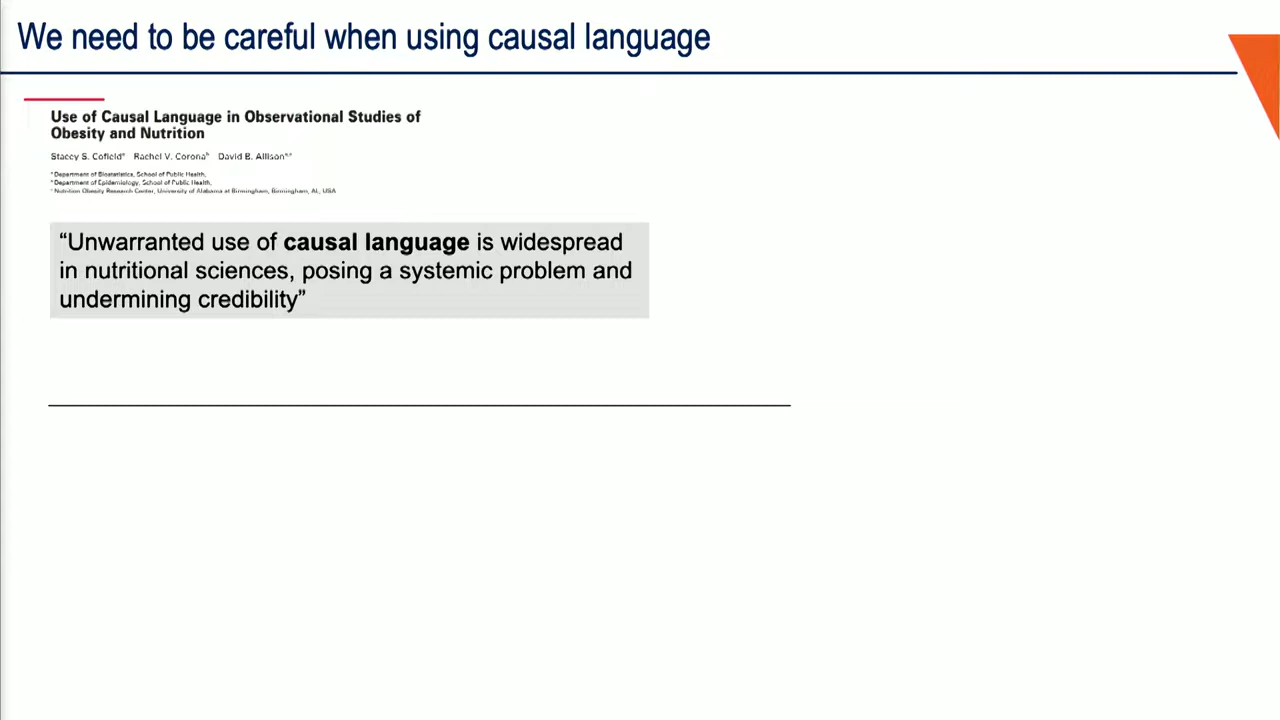 We need to be careful when using causal language
Use of Causal Language in Observational Studies of
Obesity and Nutrition
Stacey S. Cofieldᵃ Rachel V. Coronaᵇ David B. Allisonᵃ,ᶜ
ᵃ Department of Biostatistics, School of Public Health,
ᵇ Department of Epidemiology, School of Public Health,
ᶜ Nutrition Obesity Research Center, University of Alabama at Birmingham, Birmingham, AL, USA
“Unwarranted use of causal language is widespread
in nutritional sciences, posing a systemic problem and
undermining credibility”